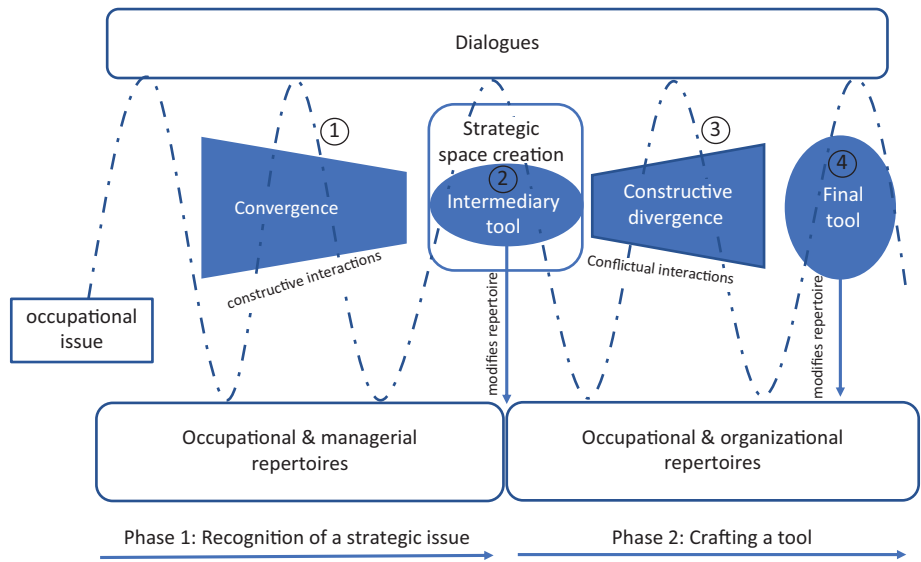 Dialogues
1
Strategic
space creation
2
Intermediary
tool
3
4
Convergence
constructive interactions
Constructive
divergence
Conflictual interactions
Final
tool
occupational
issue
modifies repertoire
modifies repertoire
Occupational & managerial
repertoires
Occupational & organizational
repertoires
Phase 1: Recognition of a strategic issue
Phase 2: Crafting a tool